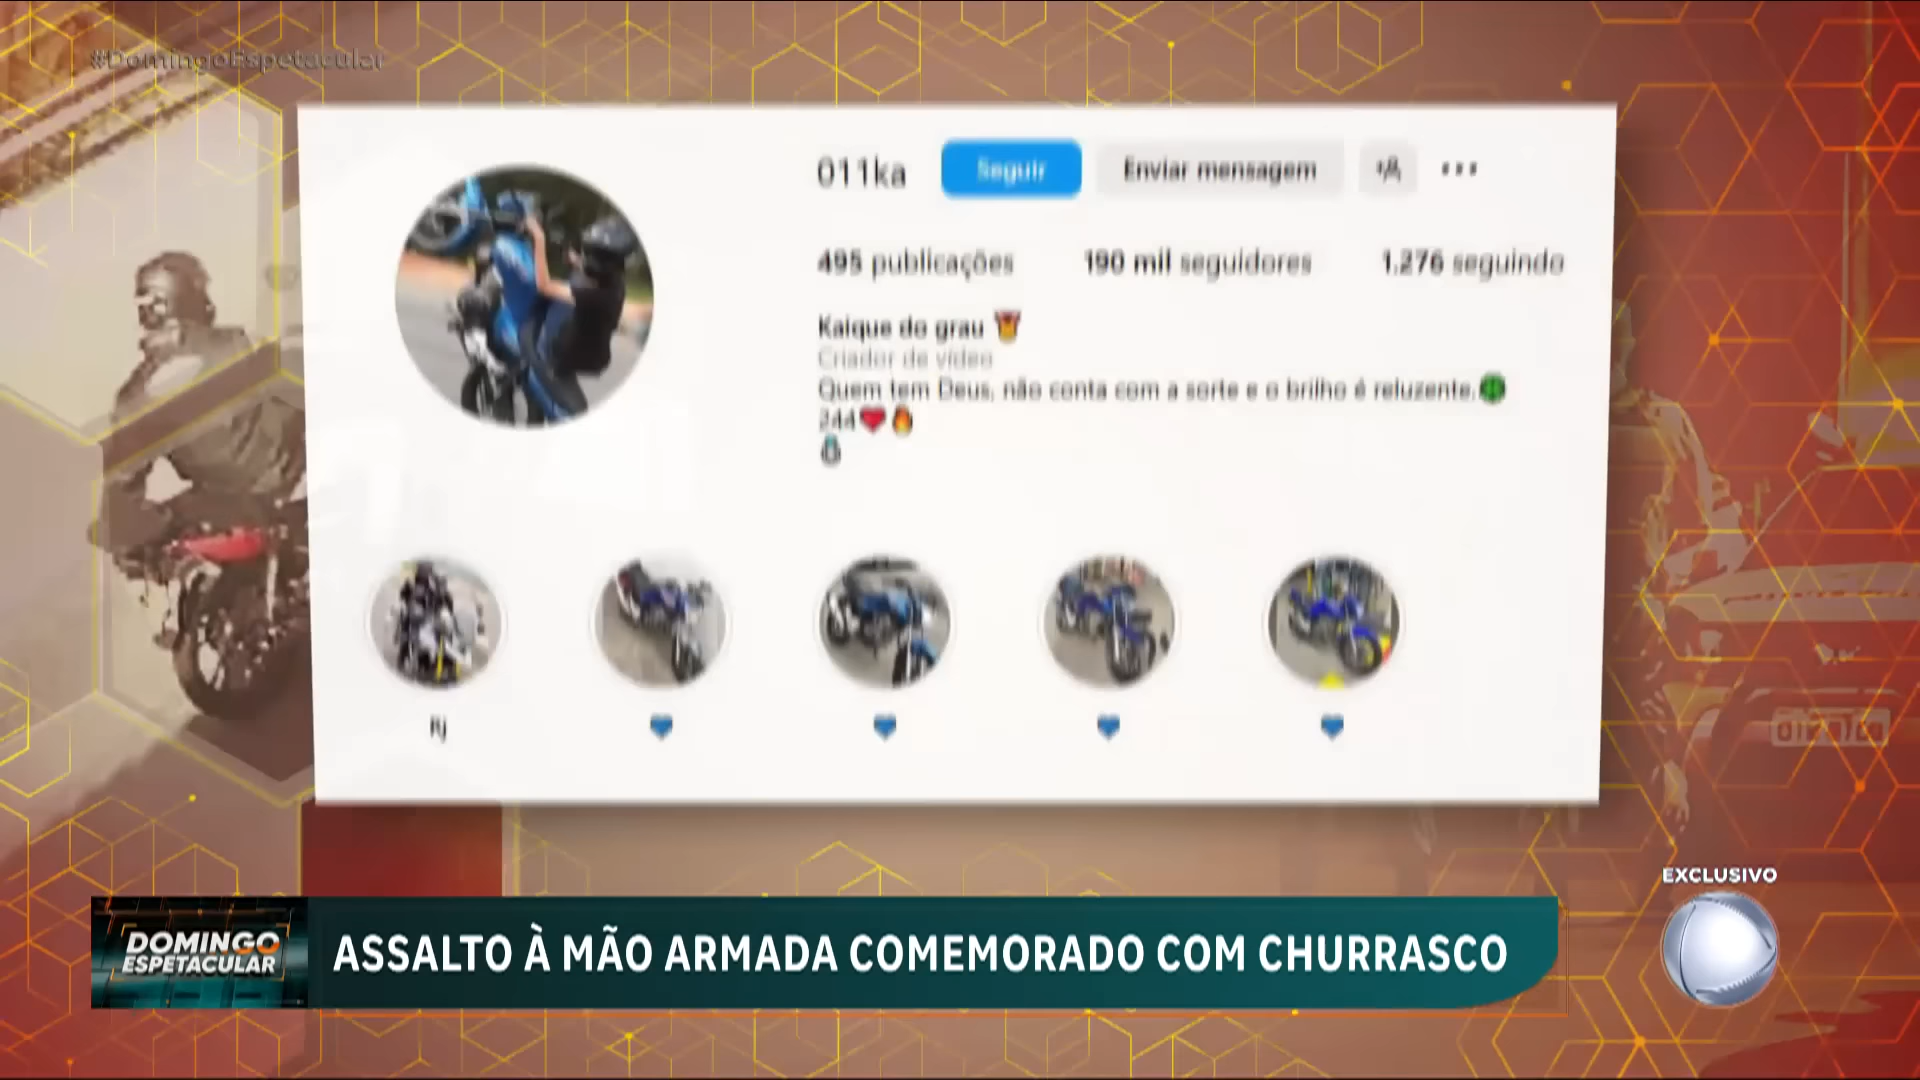 #DomingoEspetacular
011ka Seguir Enviar mensagem
495 publicações 190 mil seguidores 1.276 seguindo
Kaique do grau
Criador de vídeo
Quem tem Deus, não conta com a sorte e o brilho é reluzente.
244
Rj
EXCLUSIVO
DOMINGO
ESPETACULAR
ASSALTO À MÃO ARMADA COMEMORADO COM CHURRASCO